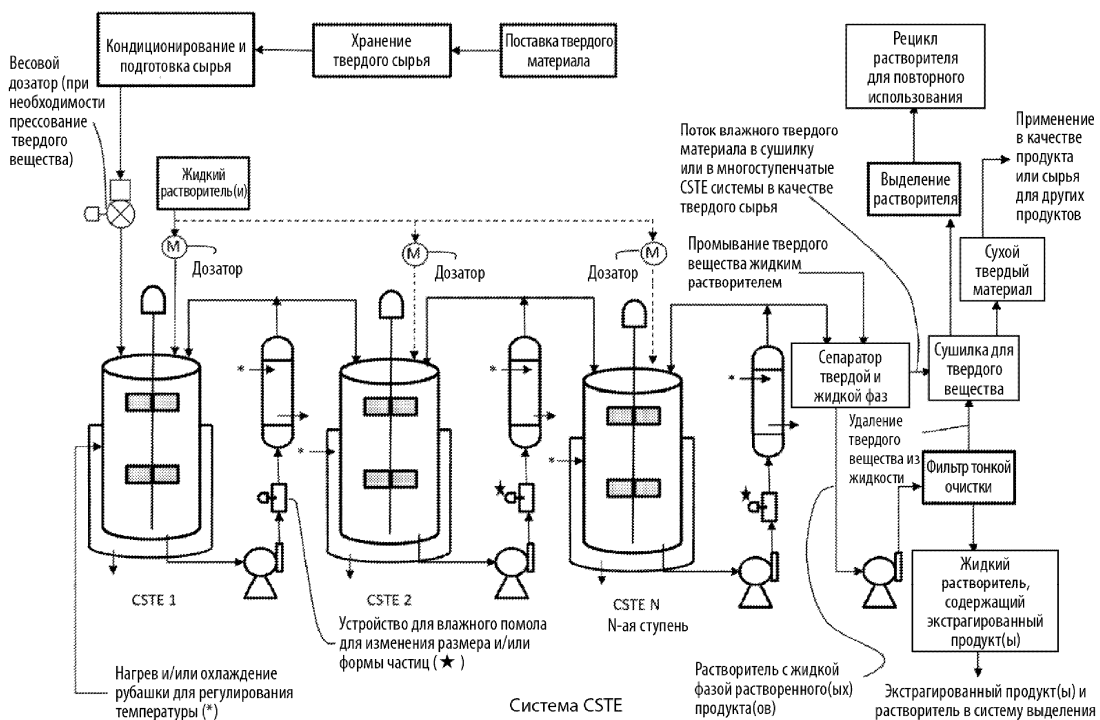 Кондиционирование и
подготовка сырья
Хранение
твердого сырья
Поставка твердого
материала
Весовой
дозатор (при
необходимости
прессование
твердого
вещества)
Жидкий
растворитель(и)
М
Дозатор
М
Дозатор
М
Дозатор
Поток влажного твердого
материала в сушилку
или в многоступенчатые
CSTE системы в качестве
твердого сырья
Промывание твердого
вещества жидким
растворителем
Рецикл
растворителя
для повторного
использования
Выделение
растворителя
Применение
в качестве
продукта
или сырья
для других
продуктов
Сухой
твердый
материал
Сепаратор
твердой и
жидкой фаз
Сушилка для
твердого
вещества
Удаление
твердого
вещества из
жидкости
Фильтр тонкой
очистки
Жидкий
растворитель,
содержащий
экстрагированный
продукт(ы)
*
*
*
*
*
★
★
CSTE 1
CSTE 2
CSTE N
N-ая ступень
Устройство для влажного помола
для изменения размера и/или
формы частиц (★)
Нагрев и/или охлаждение
рубашки для регулирования
температуры (*)
Растворитель с жидкой
фазой растворенного(ых)
продукта(ов)
Экстрагированный продукт(ы) и
растворитель в систему выделения
Система CSTE